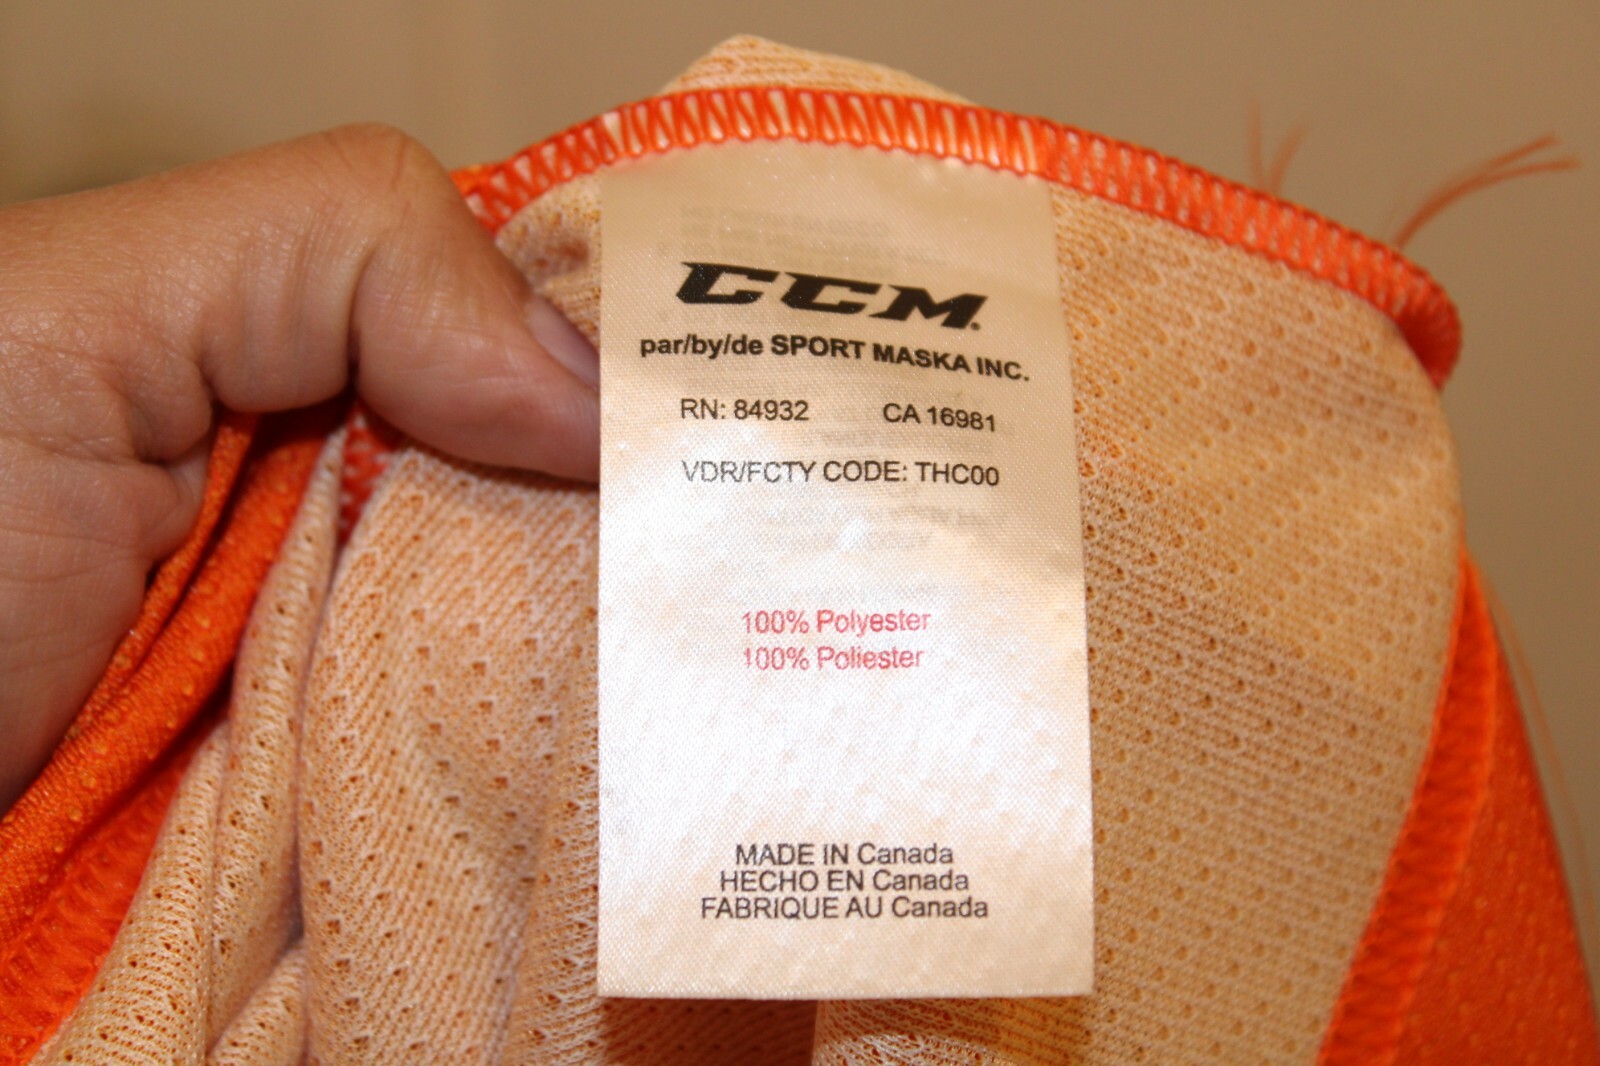 CCM
par/by/de SPORT MASKA INC.
RN: 84932 CA 16981
VDR/FCTY CODE: THC00
100% Polyester
100% Poliester
MADE IN Canada
HECHO EN Canada
FABRIQUE AU Canada